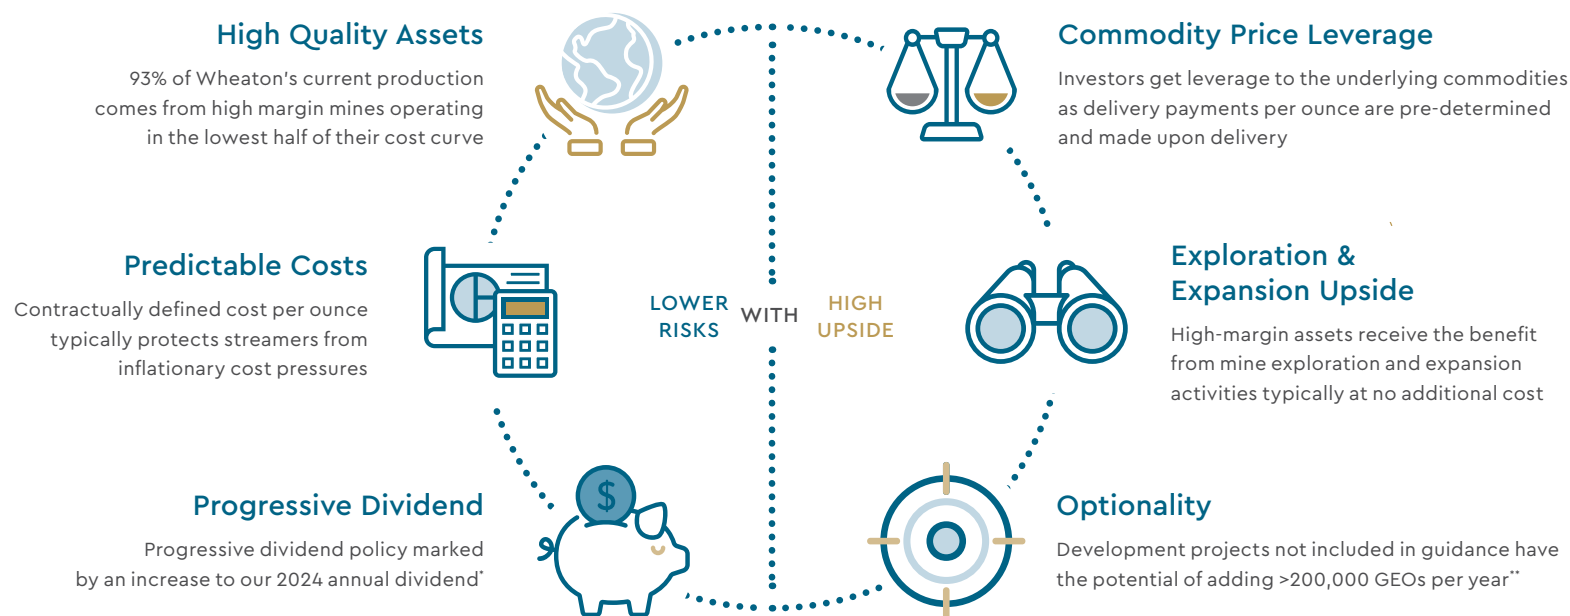 High Quality Assets
93% of Wheaton's current production
comes from high margin mines operating
in the lowest half of their cost curve
Predictable Costs
Contractually defined cost per ounce
typically protects streamers from
inflationary cost pressures
Progressive Dividend
Progressive dividend policy marked
by an increase to our 2024 annual dividend*
$
LOWER
RISKS
WITH
HIGH
UPSIDE
Commodity Price Leverage
Investors get leverage to the underlying commodities
as delivery payments per ounce are pre-determined
and made upon delivery
Exploration &
Expansion Upside
High-margin assets receive the benefit
from mine exploration and expansion
activities typically at no additional cost
Optionality
Development projects not included in guidance have
the potential of adding >200,000 GEOs per year**